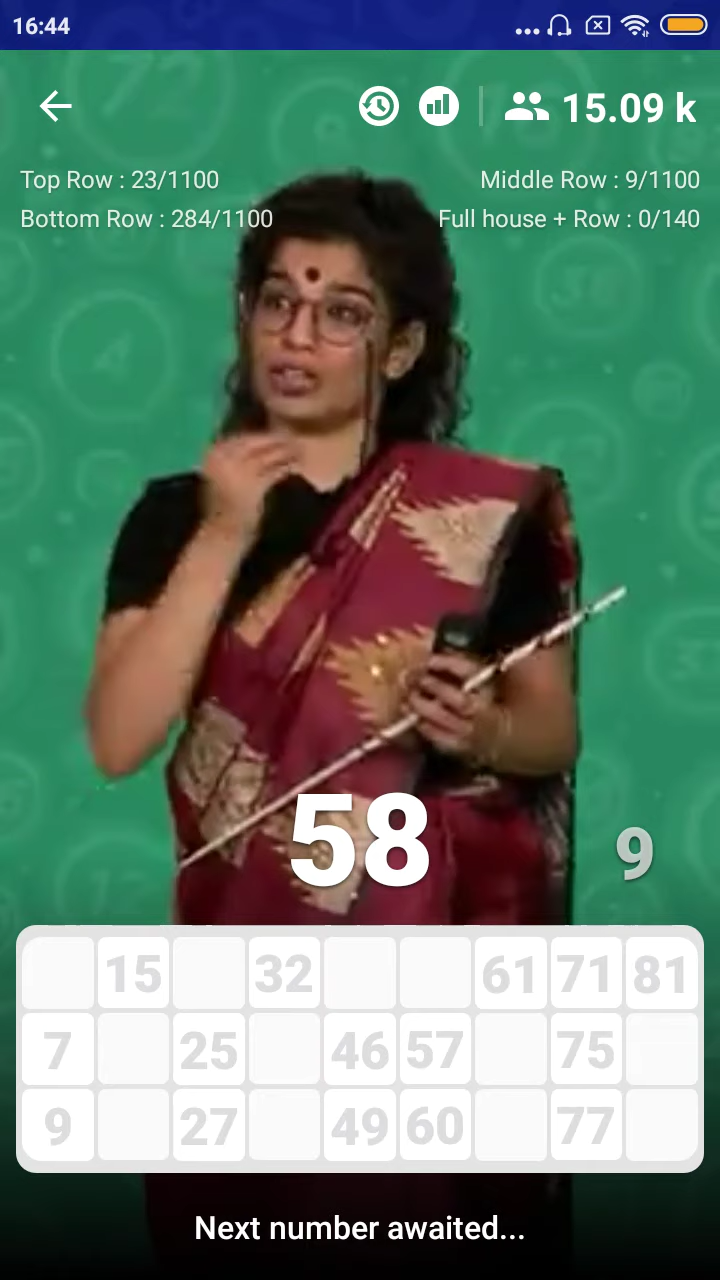 16:44
15.09 k
Top Row : 23/1100 Middle Row : 9/1100
Bottom Row : 284/1100 Full house + Row : 0/140
58 9
15 32 61 71 81
7 25 46 57 75
9 27 49 60 77
Next number awaited...